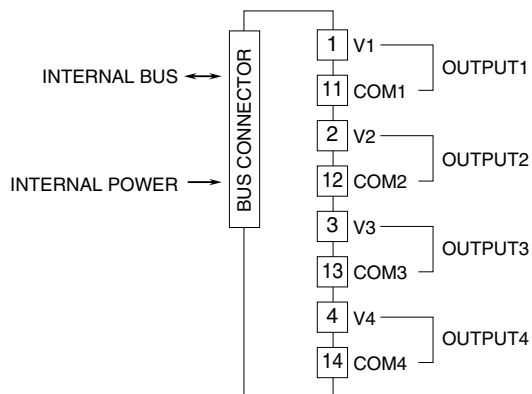 INTERNAL BUS
INTERNAL POWER
BUS CONNECTOR
1 V1
11 COM1
OUTPUT1
2 V2
12 COM2
OUTPUT2
3 V3
13 COM3
OUTPUT3
4 V4
14 COM4
OUTPUT4